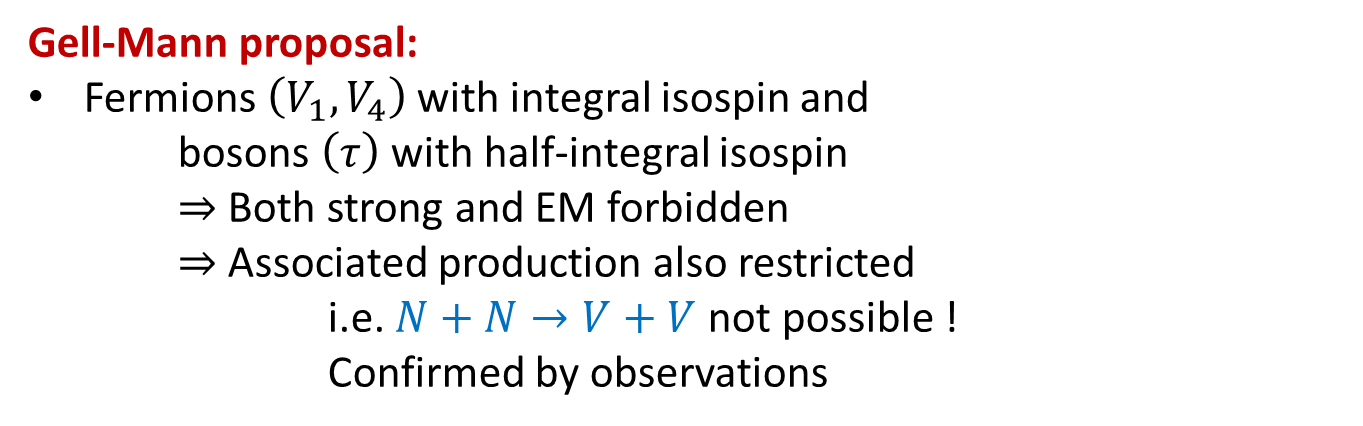 Gell-Mann proposal:
• Fermions (V₁, V₄) with integral isospin and
bosons (τ) with half-integral isospin
⇒ Both strong and EM forbidden
⇒ Associated production also restricted
i.e. N + N → V + V not possible !
Confirmed by observations